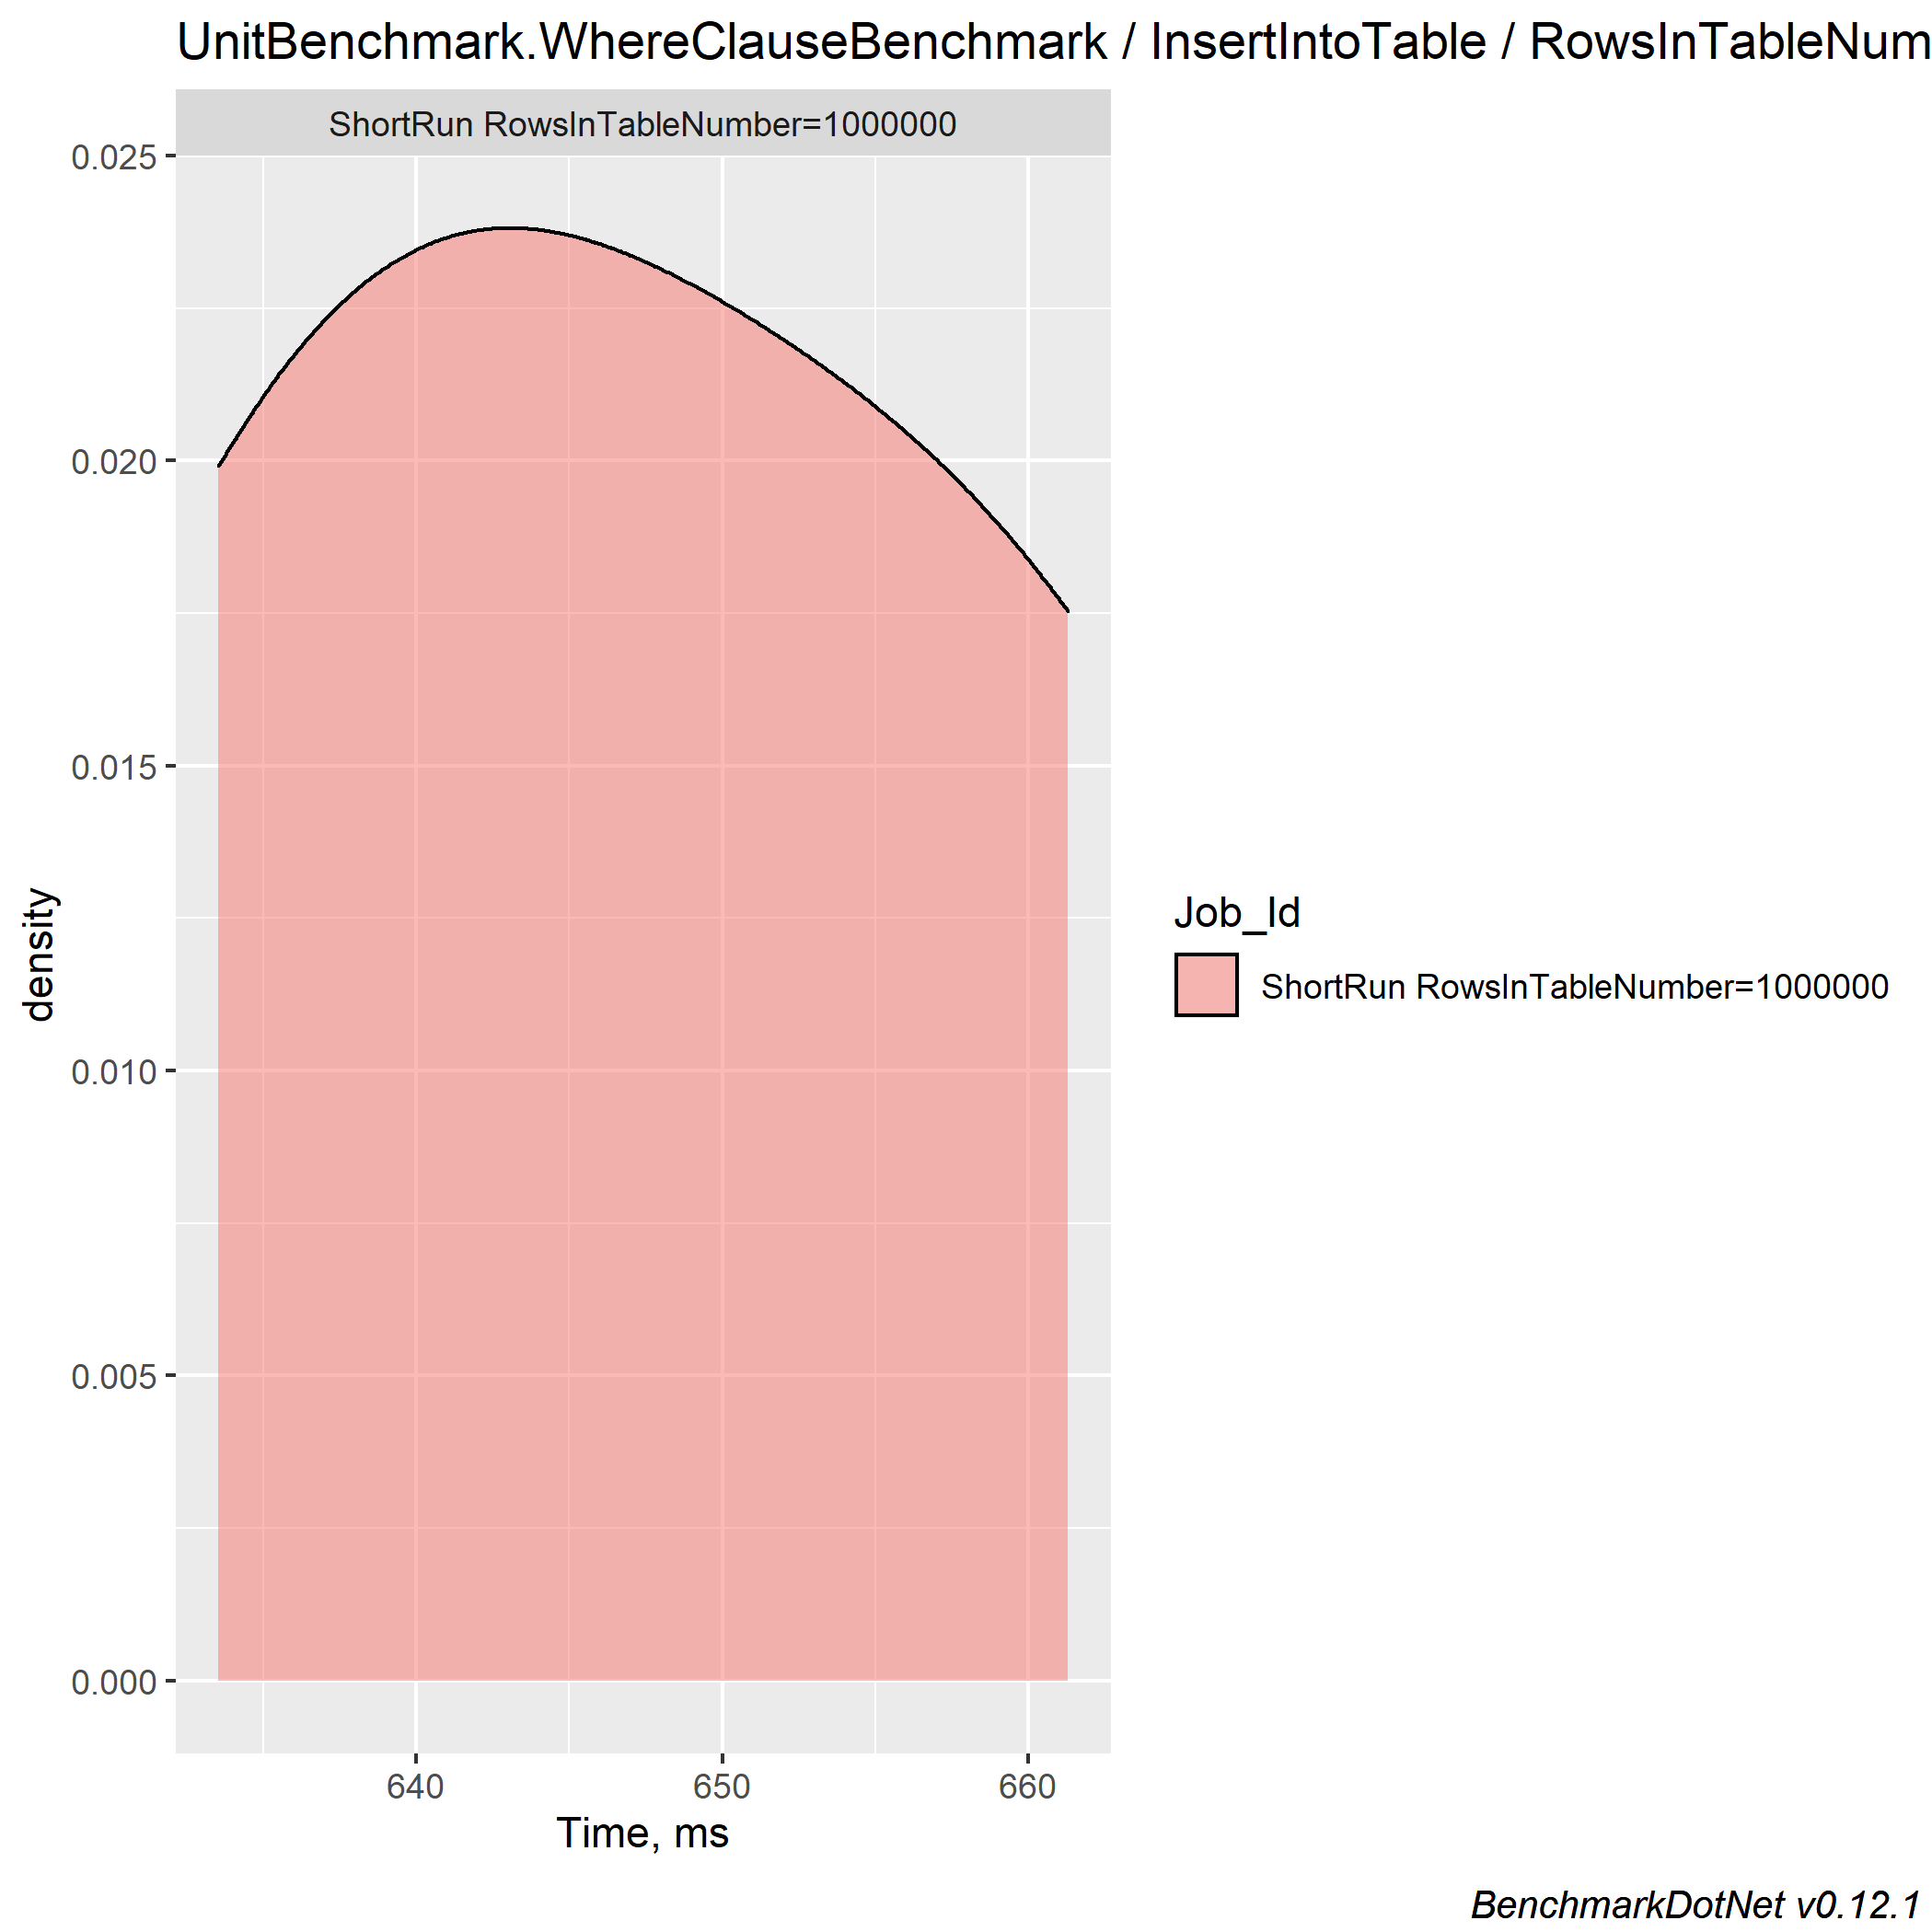 UnitBenchmark.WhereClauseBenchmark / InsertIntoTable / RowsInTableNum
ShortRun RowsInTableNumber=1000000
0.025
0.020
0.015
0.010
0.005
0.000
density
640 650 660
Time, ms
Job_Id
ShortRun RowsInTableNumber=1000000
BenchmarkDotNet v0.12.1